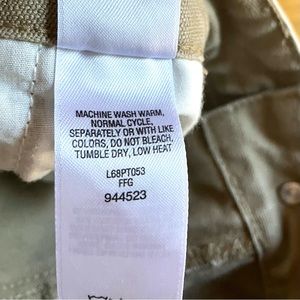 MACHINE WASH WARM,
NORMAL CYCLE,
SEPARATELY OR WITH LIKE
COLORS, DO NOT BLEACH,
TUMBLE DRY, LOW HEAT
L68PT053
FFG
944523